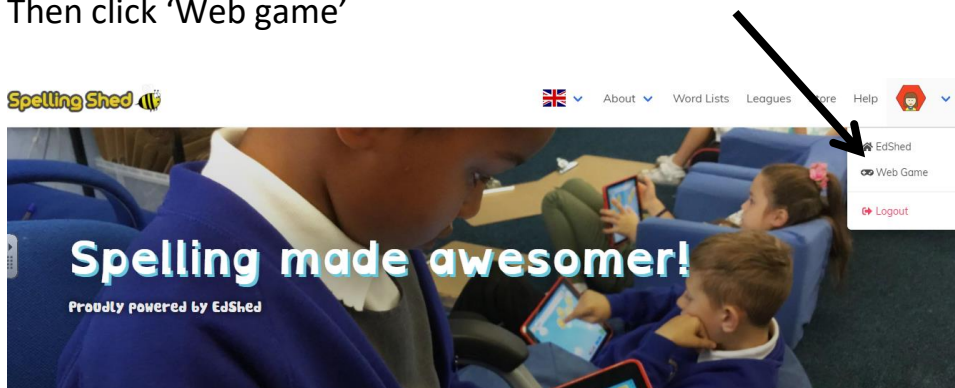 Then click ‘Web game’
Spelling Shed
About Word Lists Leagues Store Help
EdShed
Web Game
Logout
Spelling made awesomer!
Proudly powered by EdShed